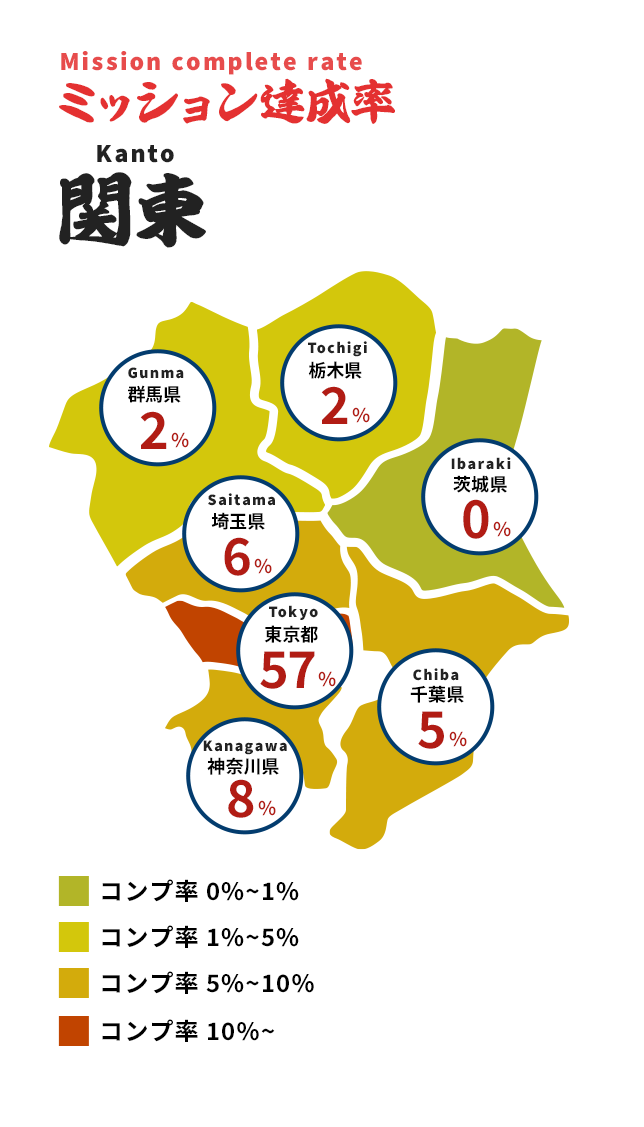 Mission complete rate
ミッション達成率
Kanto
関東
Tochigi
栃木県
2%
Gunma
群馬県
2%
Ibaraki
茨城県
0%
Saitama
埼玉県
6%
Tokyo
東京都
57%
Chiba
千葉県
5%
Kanagawa
神奈川県
8%
コンプ率 0%~1%
コンプ率 1%~5%
コンプ率 5%~10%
コンプ率 10%~